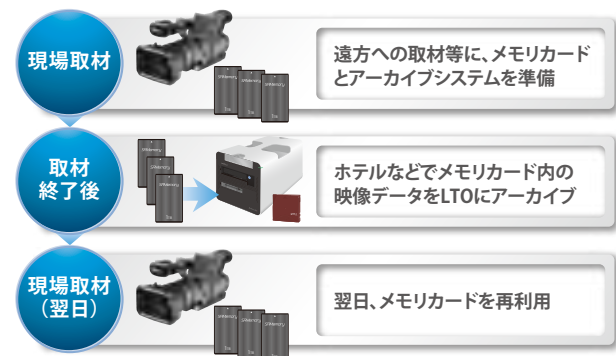 現場取材
遠方への取材等に、メモリカード
とアーカイブシステムを準備
取材
終了後
ホテルなどでメモリカード内の
映像データをLTOにアーカイブ
現場取材
（翌日）
翌日、メモリカードを再利用